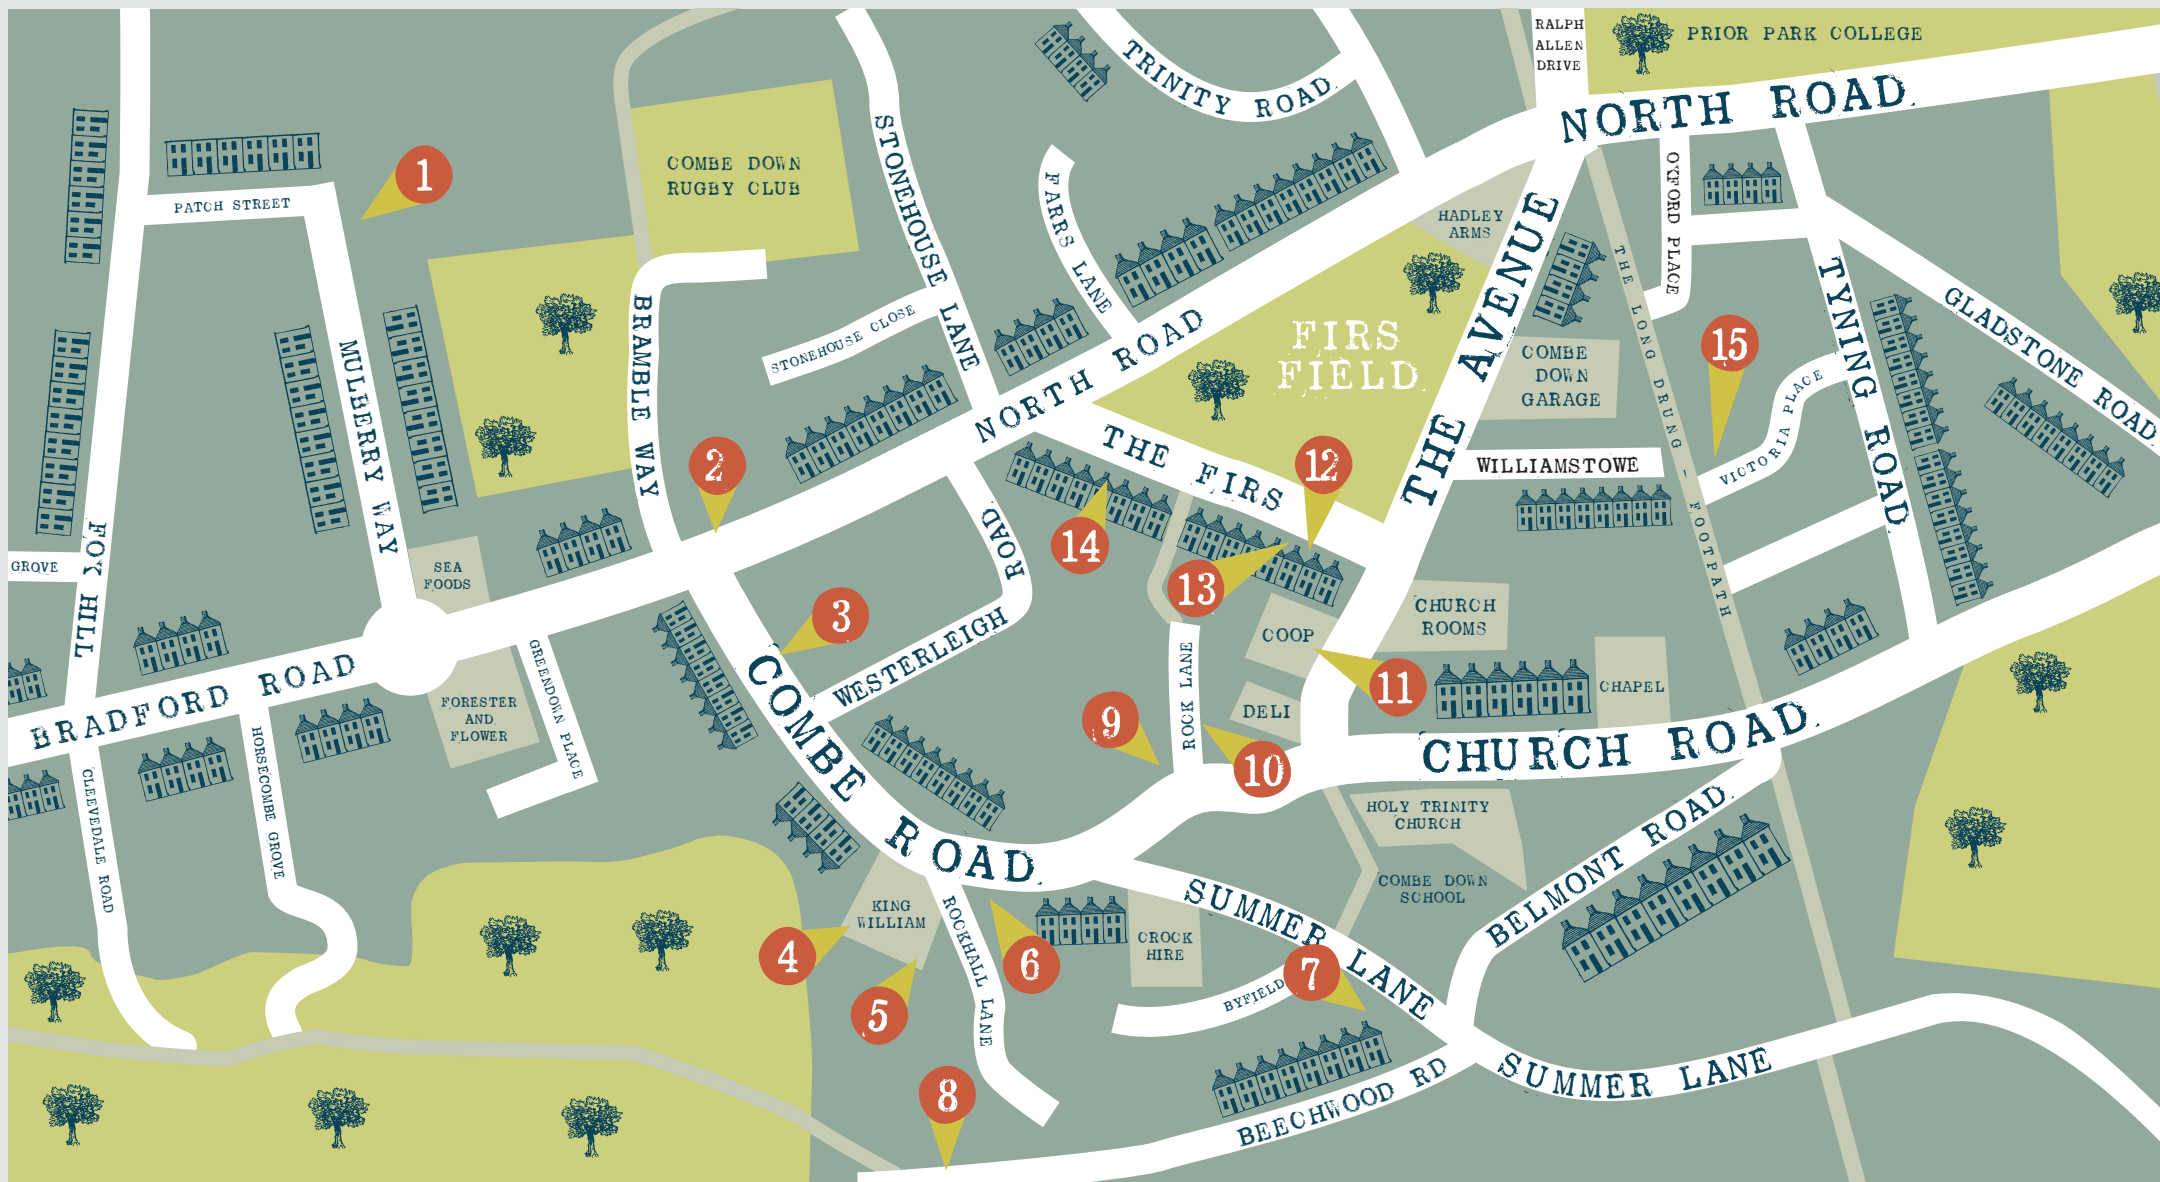 RALPH
ALLEN
DRIVE
PRIOR PARK COLLEGE
NORTH ROAD
TRINITY ROAD
STONEHOUSE LANE
COMBE DOWN
RUGBY CLUB
1
PATCH STREET
FARRS LANE
HADLEY
ARMS
THE AVENUE
OXFORD PLACE
THE LONG DRUNG - FOOTPATH
TYNING ROAD
GLADSTONE ROAD
BRAMBLE WAY
STONEHOUSE CLOSE
NORTH ROAD
FIRS
FIELD
COMBE
DOWN
GARAGE
15
VICTORIA PLACE
MULBERRY WAY
2
THE FIRS
12
WILLIAMSTOWE
FOX HILL
GROVE
SEA
FOODS
14
13
WESTERLEIGH ROAD
3
COOP
CHURCH
ROOMS
ROCK LANE
11
CHAPEL
BRADFORD ROAD
FORESTER
AND
FLOWER
GREENDOWN PLACE
HORSECOMBE GROVE
CLEEVEDALE ROAD
COMBE ROAD
9
DELI
10
CHURCH ROAD
HOLY TRINITY
CHURCH
COMBE DOWN
SCHOOL
BELMONT ROAD
KING
WILLIAM
4
5
6
ROCKHALL LANE
CROCK
HIRE
SUMMER LANE
7
BYFIELD
8
BEECHWOOD RD
SUMMER LANE